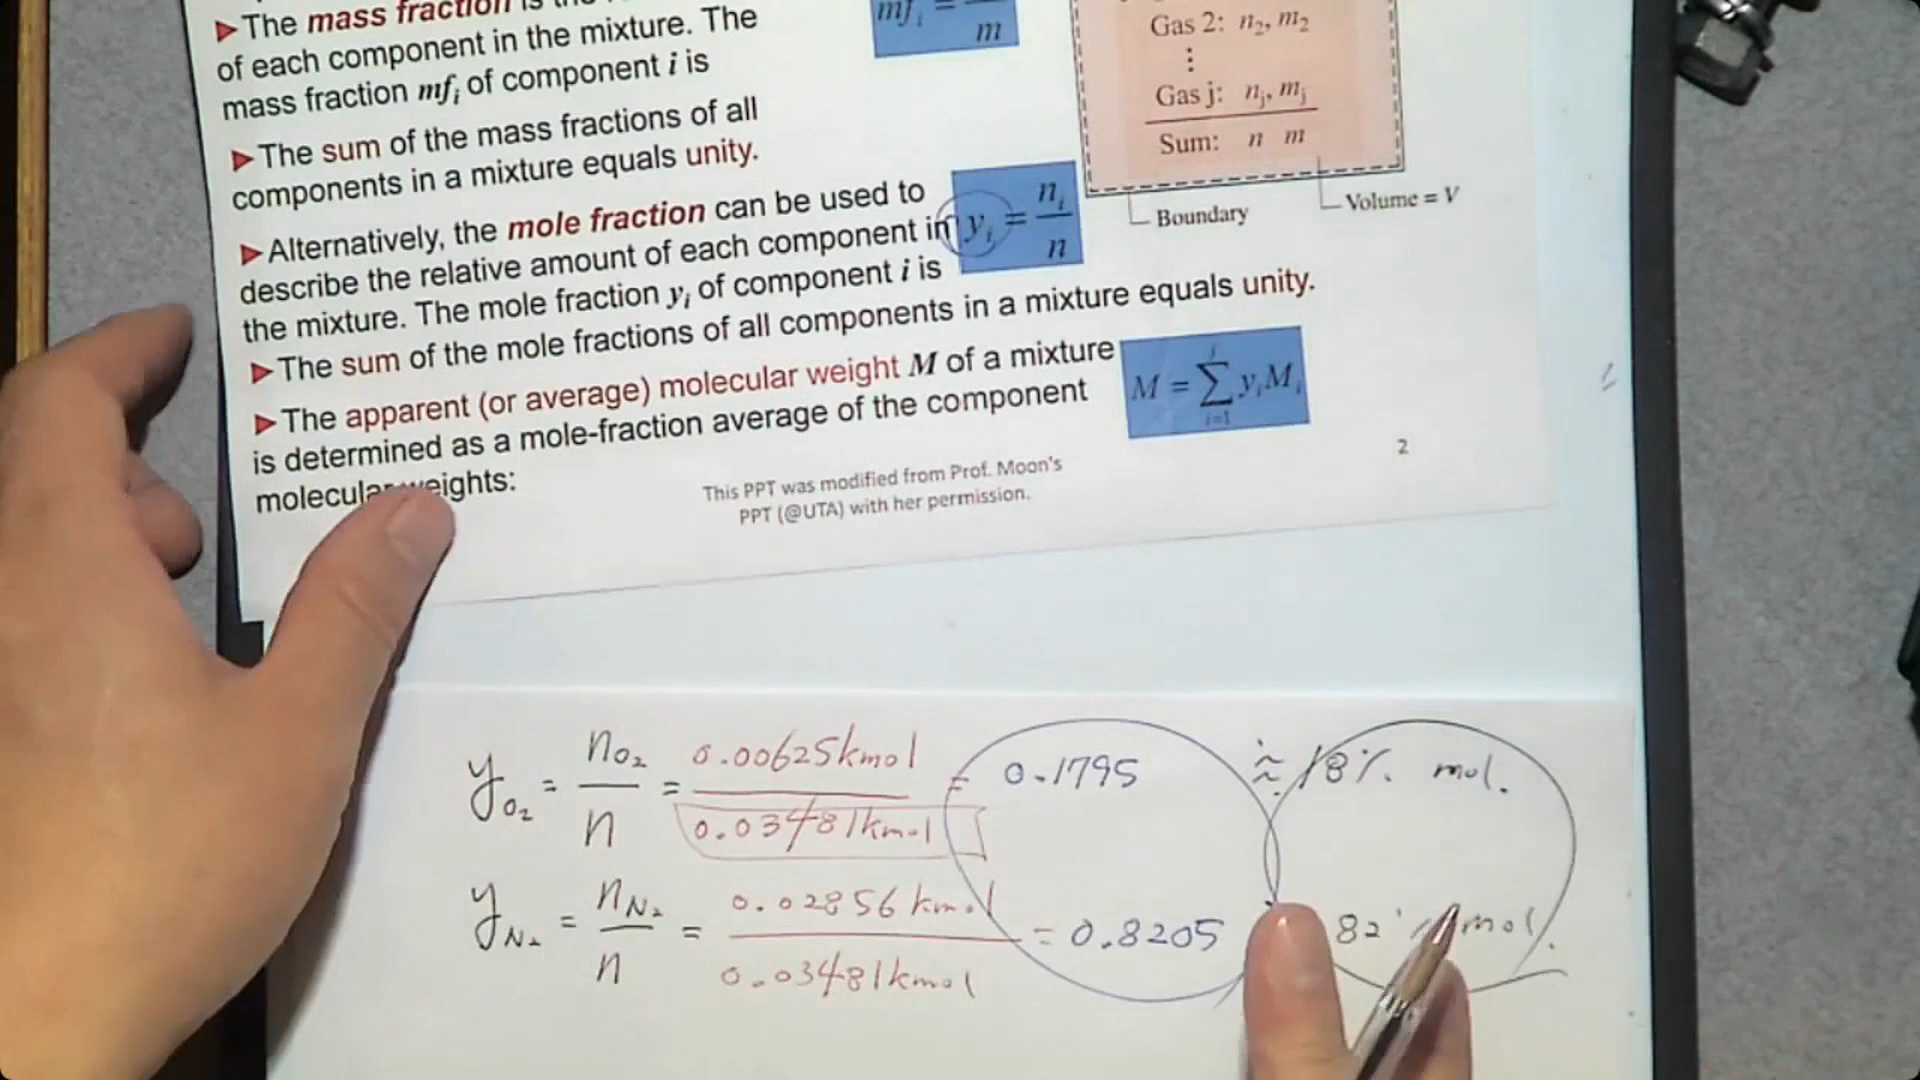 ▶The mass fraction is the
of each component in the mixture. The
mass fraction mfᵢ of component i is
mfᵢ = m
▶The sum of the mass fractions of all
components in a mixture equals unity.
Gas 2: n₂, m₂
⋮
Gas j: nⱼ, mⱼ
Sum: n m
Boundary
Volume = V
▶Alternatively, the mole fraction can be used to
describe the relative amount of each component in
the mixture. The mole fraction yᵢ of component i is
yᵢ = nᵢ / n
▶The sum of the mole fractions of all components in a mixture equals unity.
▶The apparent (or average) molecular weight M of a mixture
is determined as a mole-fraction average of the component
molecular weights:
M = Σ yᵢMᵢ
i=1
This PPT was modified from Prof. Moon's
PPT (@UTA) with her permission.
2
y_O₂ = n_O₂ / n = 0.00625kmol / 0.03481kmol = 0.1795 ≈ 18% mol.
y_N₂ = n_N₂ / n = 0.02856kmol / 0.03481kmol = 0.8205 82% mol.